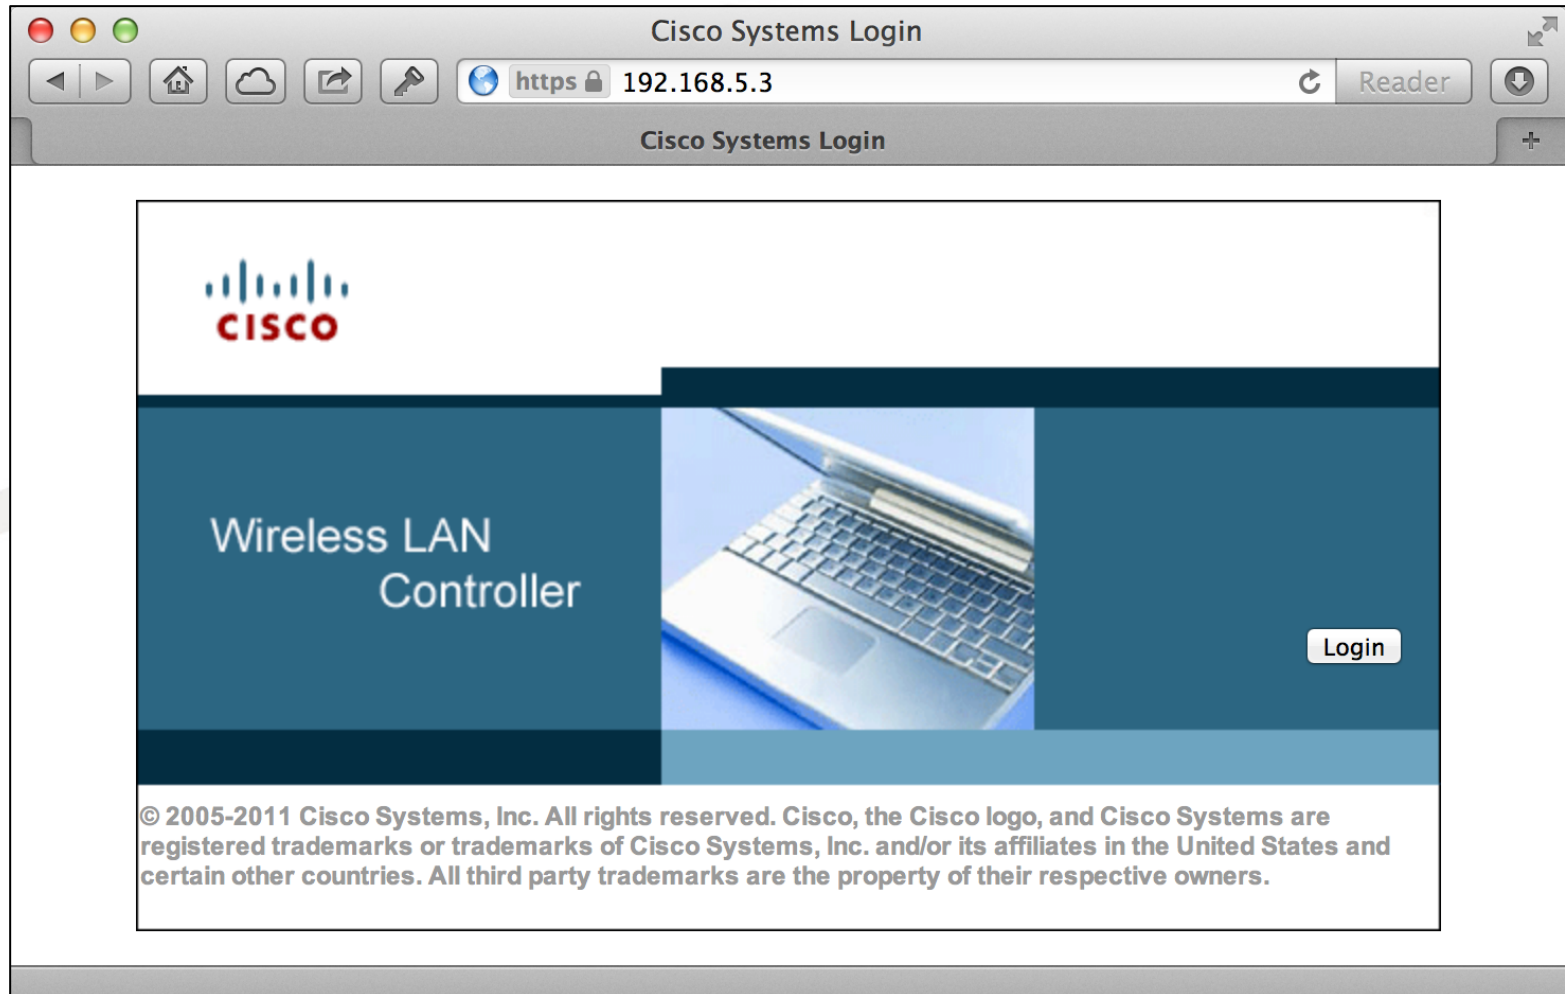 Cisco Systems Login
https 192.168.5.3 Reader
Cisco Systems Login
CISCO
Wireless LAN
Controller
Login
© 2005-2011 Cisco Systems, Inc. All rights reserved. Cisco, the Cisco logo, and Cisco Systems are
registered trademarks or trademarks of Cisco Systems, Inc. and/or its affiliates in the United States and
certain other countries. All third party trademarks are the property of their respective owners.